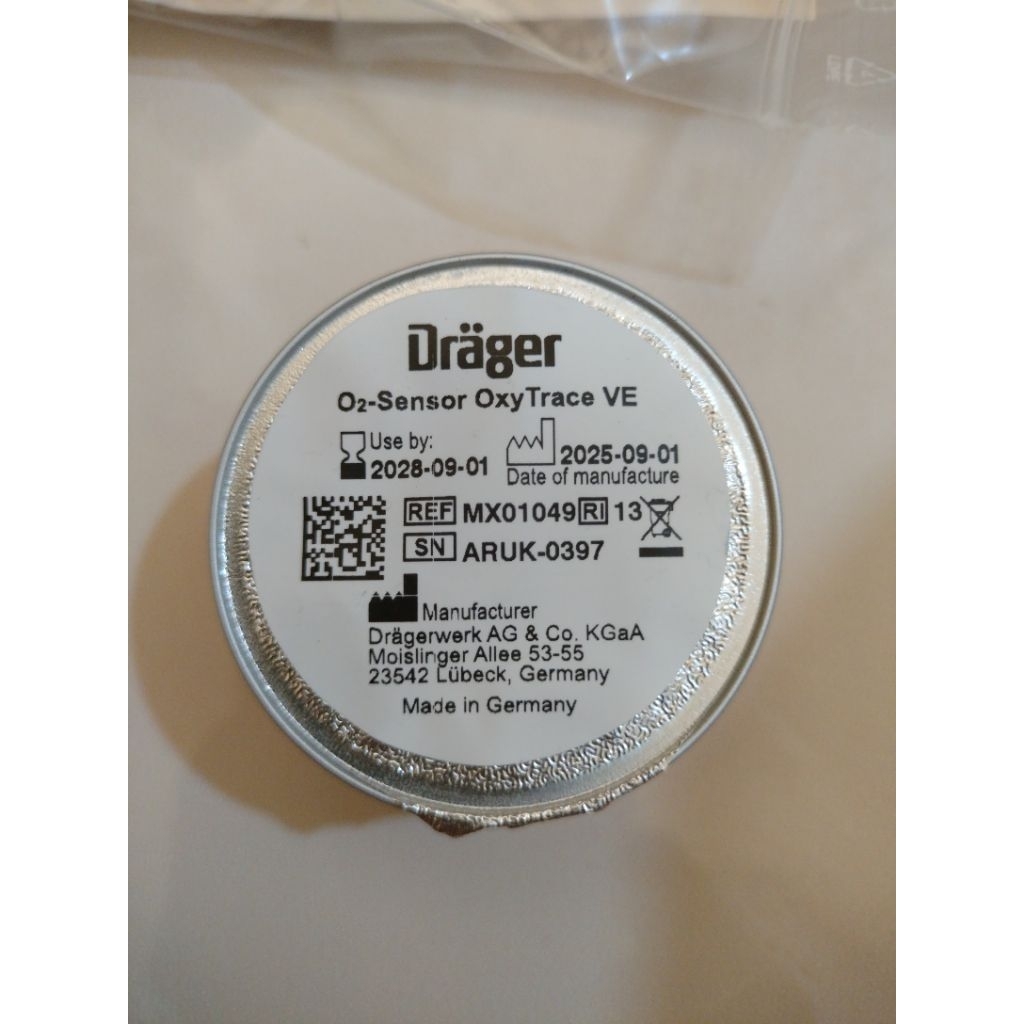 Dräger
O₂-Sensor OxyTrace VE
Use by:
2028-09-01
2025-09-01
Date of manufacture
REF MX01049 RI 13
SN ARUK-0397
Manufacturer
Drägerwerk AG & Co. KGaA
Moislinger Allee 53-55
23542 Lübeck, Germany
Made in Germany